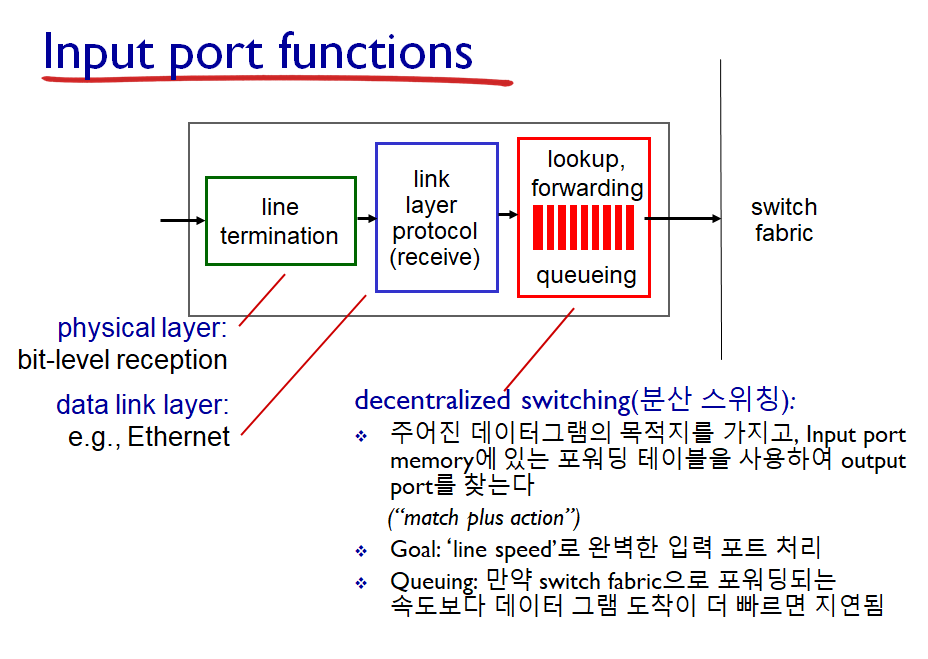 Input port functions
line
termination
link
layer
protocol
(receive)
lookup,
forwarding
queueing
switch
fabric
physical layer:
bit-level reception
data link layer:
e.g., Ethernet
decentralized switching(분산 스위칭):
주어진 데이터그램의 목적지를 가지고, Input port
memory에 있는 포워딩 테이블을 사용하여 output
port를 찾는다
(“match plus action”)
Goal: ‘line speed’로 완벽한 입력 포트 처리
Queuing: 만약 switch fabric으로 포워딩되는
속도보다 데이터 그램 도착이 더 빠르면 지연됨